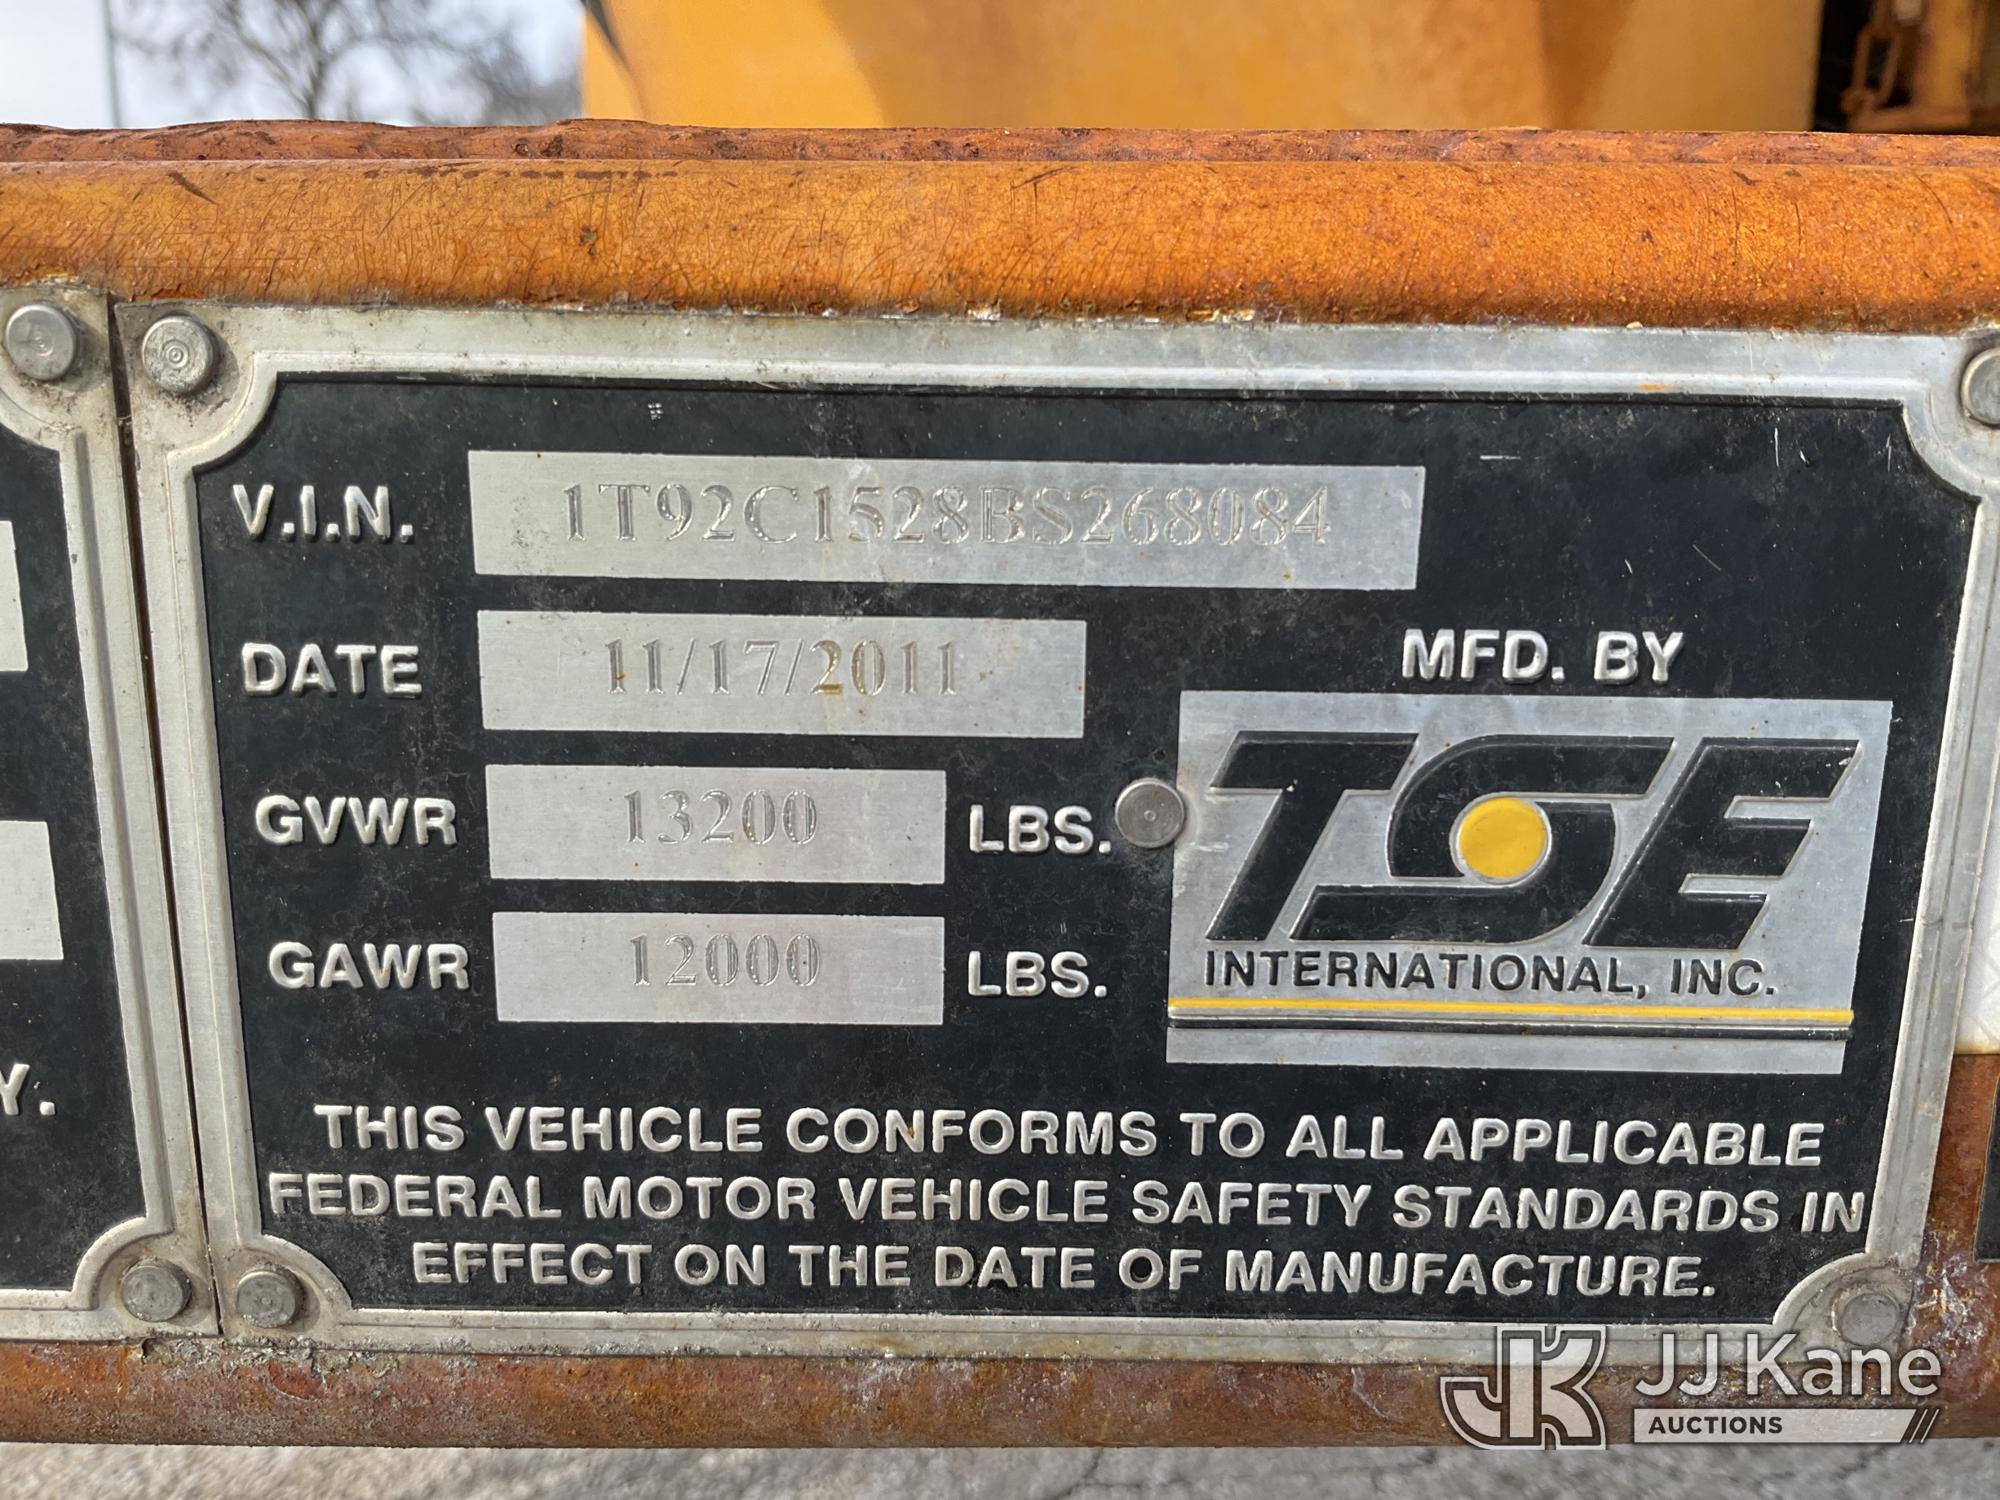 V.I.N. 1T92C1528BS268084
DATE 11/17/2011
MFD. BY
GVWR 13200 LBS.
GAWR 12000 LBS.
TSE
INTERNATIONAL, INC.
THIS VEHICLE CONFORMS TO ALL APPLICABLE
FEDERAL MOTOR VEHICLE SAFETY STANDARDS IN
EFFECT ON THE DATE OF MANUFACTURE.
Y.
JK JJ Kane
AUCTIONS